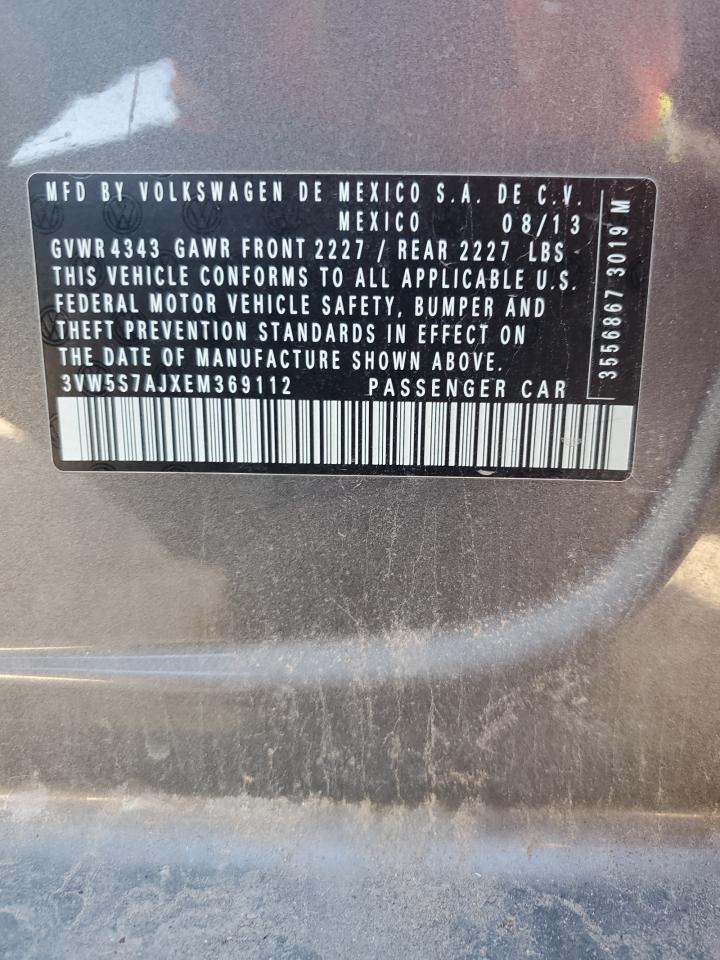 MFD BY VOLKSWAGEN DE MEXICO S.A. DE C.V.
MEXICO 08/13
GVWR 4343 GAWR FRONT 2227 / REAR 2227 LBS
THIS VEHICLE CONFORMS TO ALL APPLICABLE U.S.
FEDERAL MOTOR VEHICLE SAFETY, BUMPER AND
THEFT PREVENTION STANDARDS IN EFFECT ON
THE DATE OF MANUFACTURE SHOWN ABOVE.
3VW5S7AJXEM369112 PASSENGER CAR
3556867 3019 M